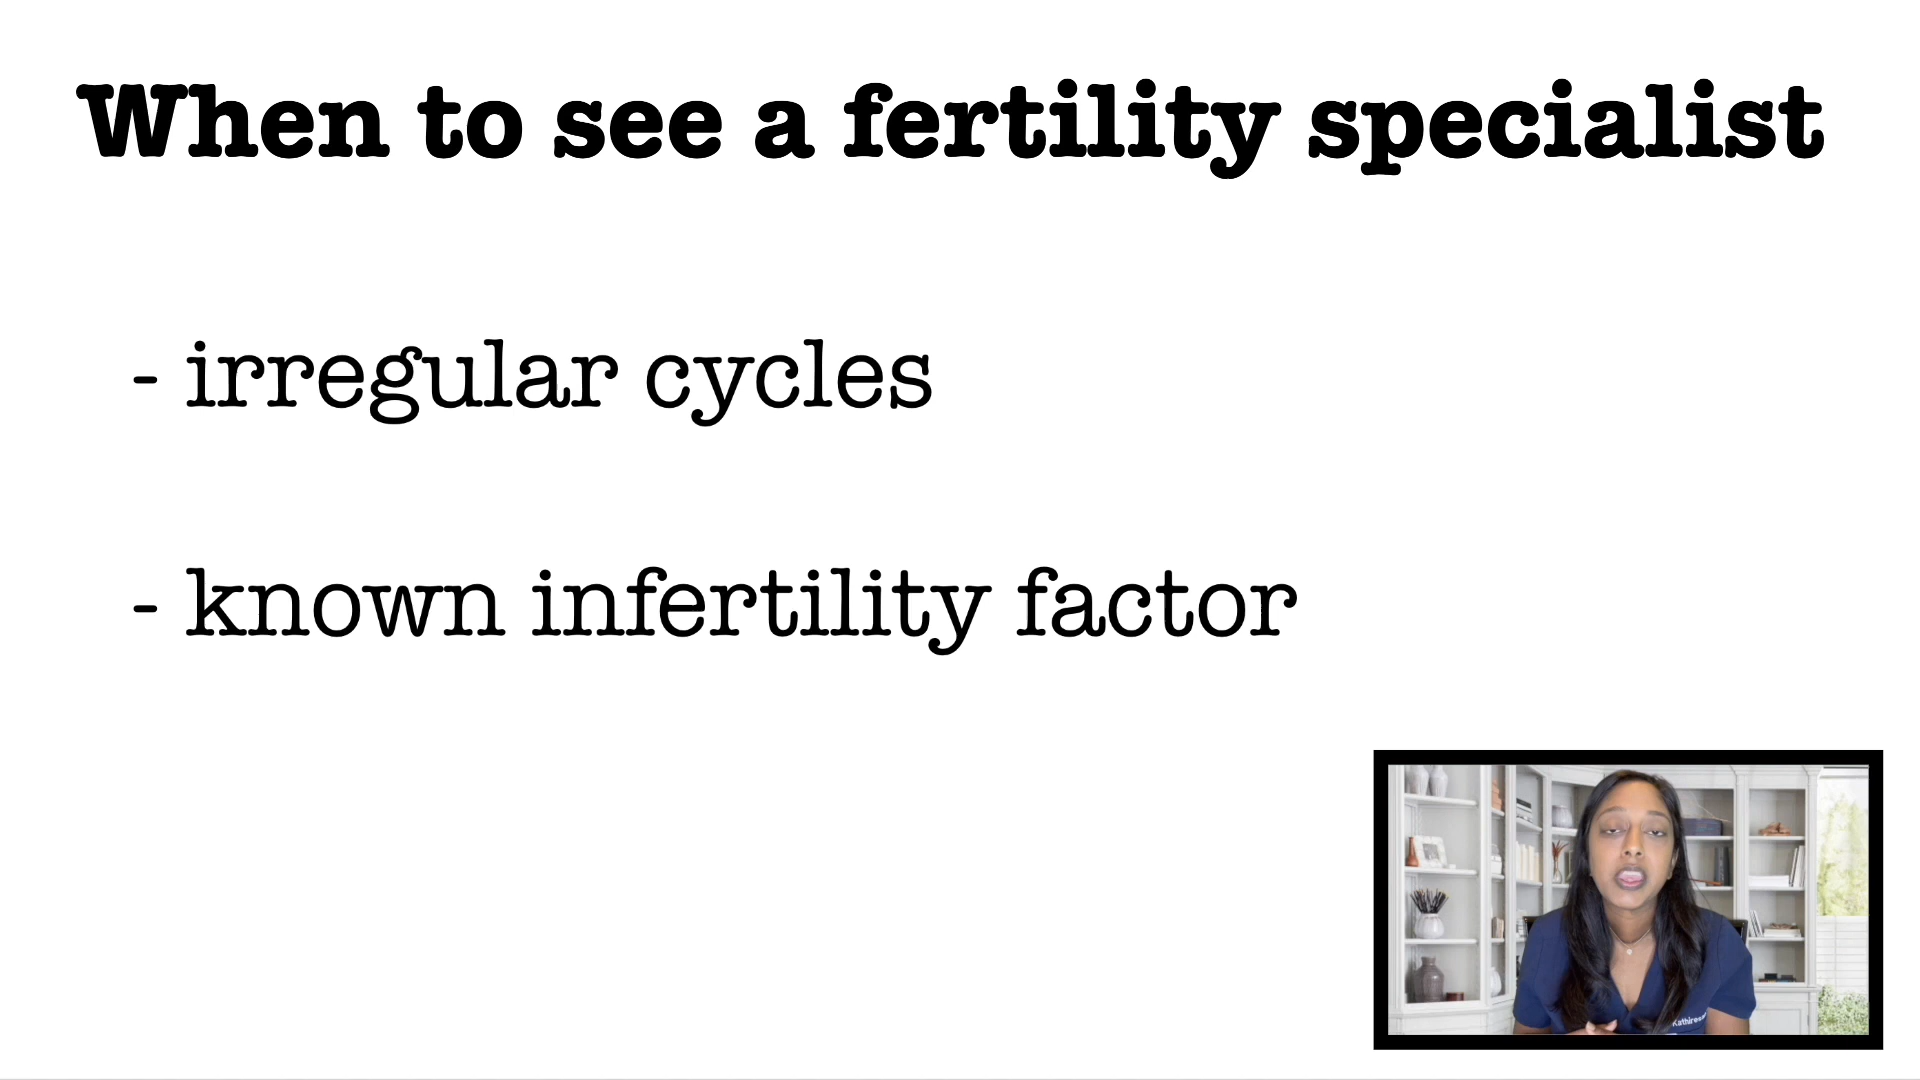 When to see a fertility specialist
- irregular cycles
- known infertility factor